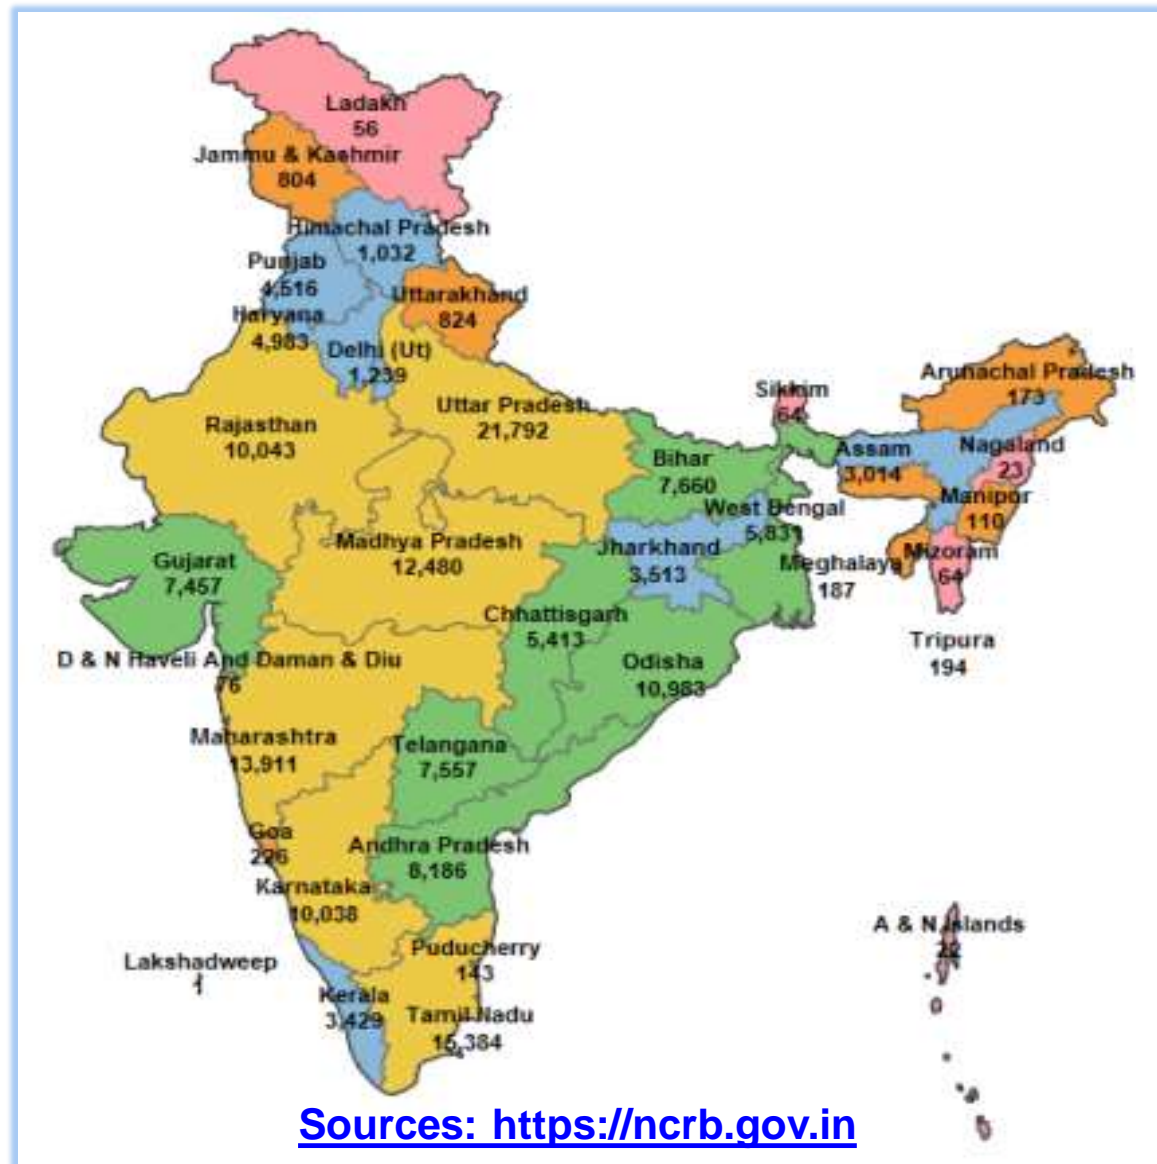 Ladakh
56
Jammu & Kashmir
804
Himachal Pradesh
1,032
Punjab
4,516
Uttarakhand
824
Haryana
4,983
Delhi (Ut)
1,239
Arunachal Pradesh
173
Sikkim
64
Uttar Pradesh
21,792
Rajasthan
10,043
Bihar
7,660
Assam
3,014
Nagaland
23
Manipur
110
West Bengal
5,831
Jharkhand
3,513
Madhya Pradesh
12,480
Gujarat
7,457
Meghalaya
187
Mizoram
64
Chhattisgarh
5,413
Tripura
194
D & N Haveli And Daman & Diu
76
Odisha
10,983
Maharashtra
13,911
Telangana
7,557
Goa
226
Andhra Pradesh
8,186
Karnataka
10,038
A & N Islands
22
Puducherry
143
Lakshadweep
1
Kerala
3,429
Tamil Nadu
15,384
Sources: https://ncrb.gov.in